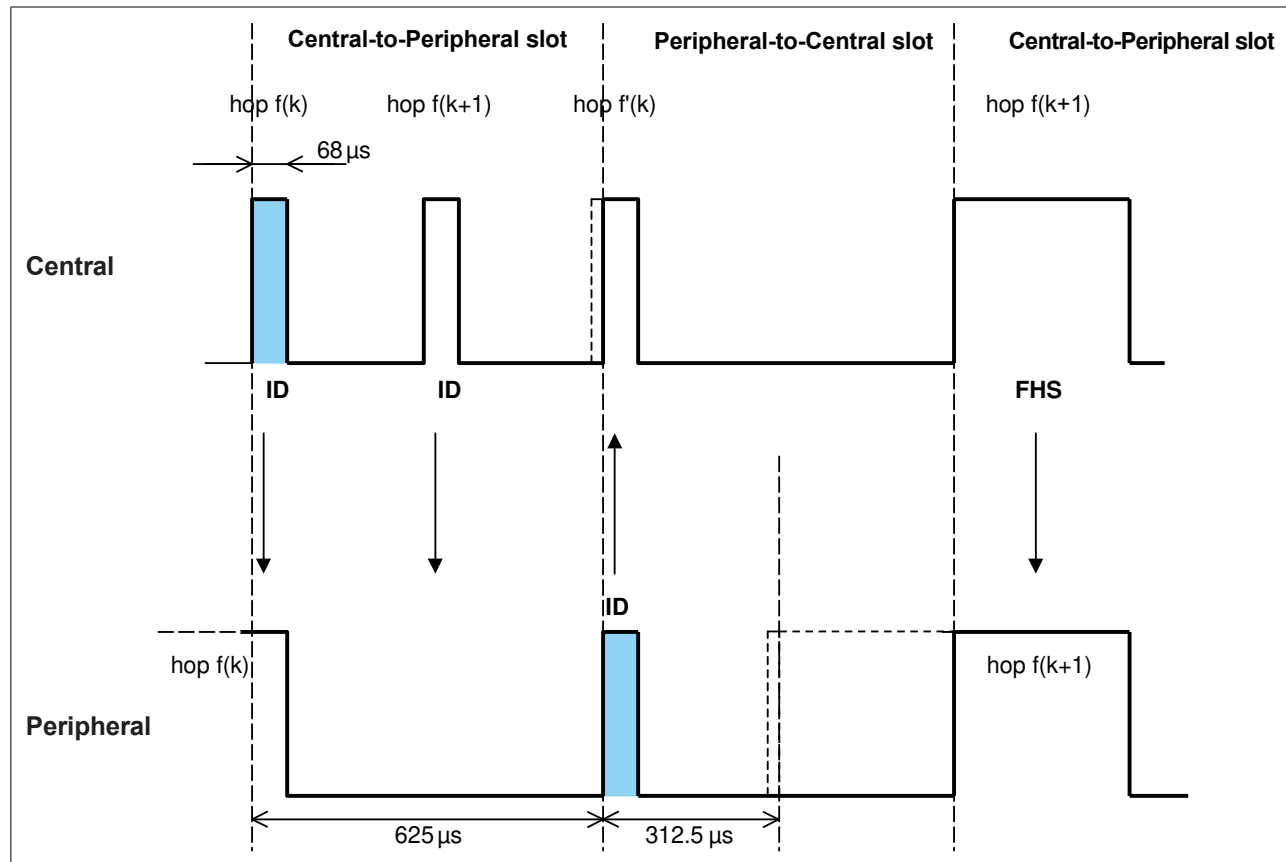 Central-to-Peripheral slot
Peripheral-to-Central slot
Central-to-Peripheral slot
hop f(k)
hop f(k+1)
hop f'(k)
hop f(k+1)
68 µs
Central
ID
ID
FHS
ID
hop f(k)
hop f(k+1)
Peripheral
625 µs
312.5 µs